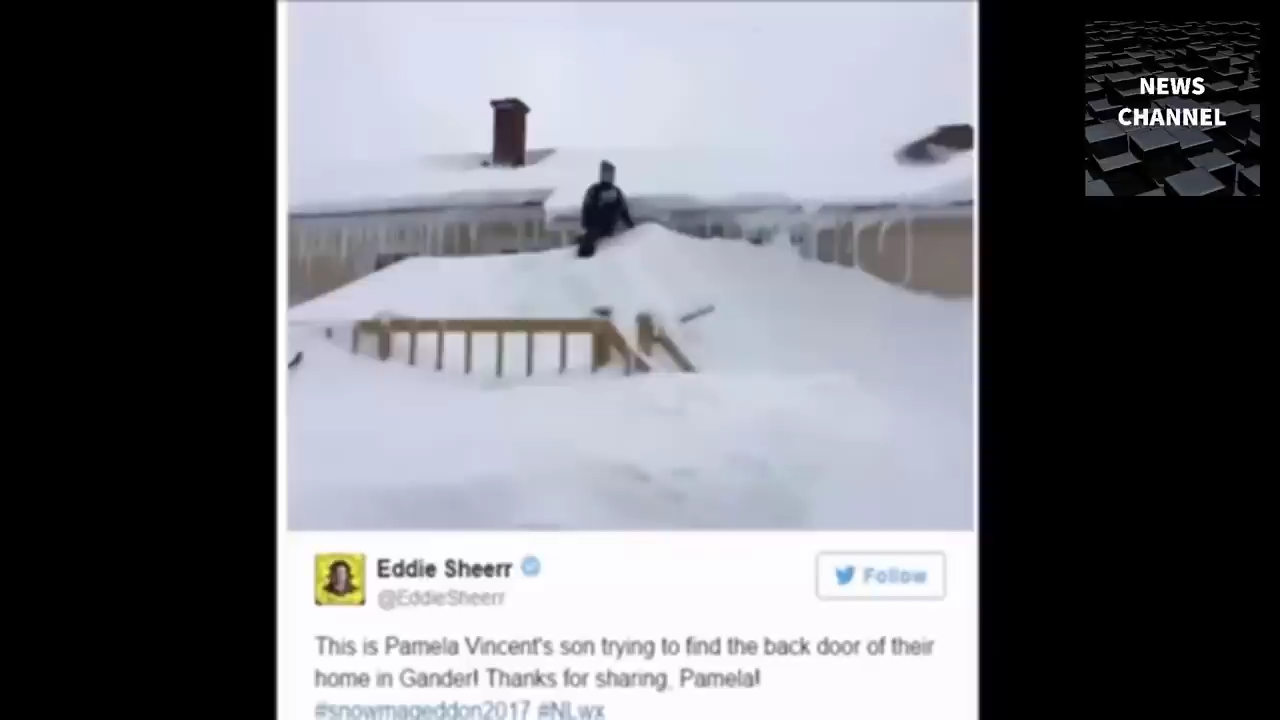 NEWS
CHANNEL
Eddie Sheerr
@EddieSheerr
Follow
This is Pamela Vincent's son trying to find the back door of their
home in Gander! Thanks for sharing, Pamela!
#snowmageddon2017 #NLwx